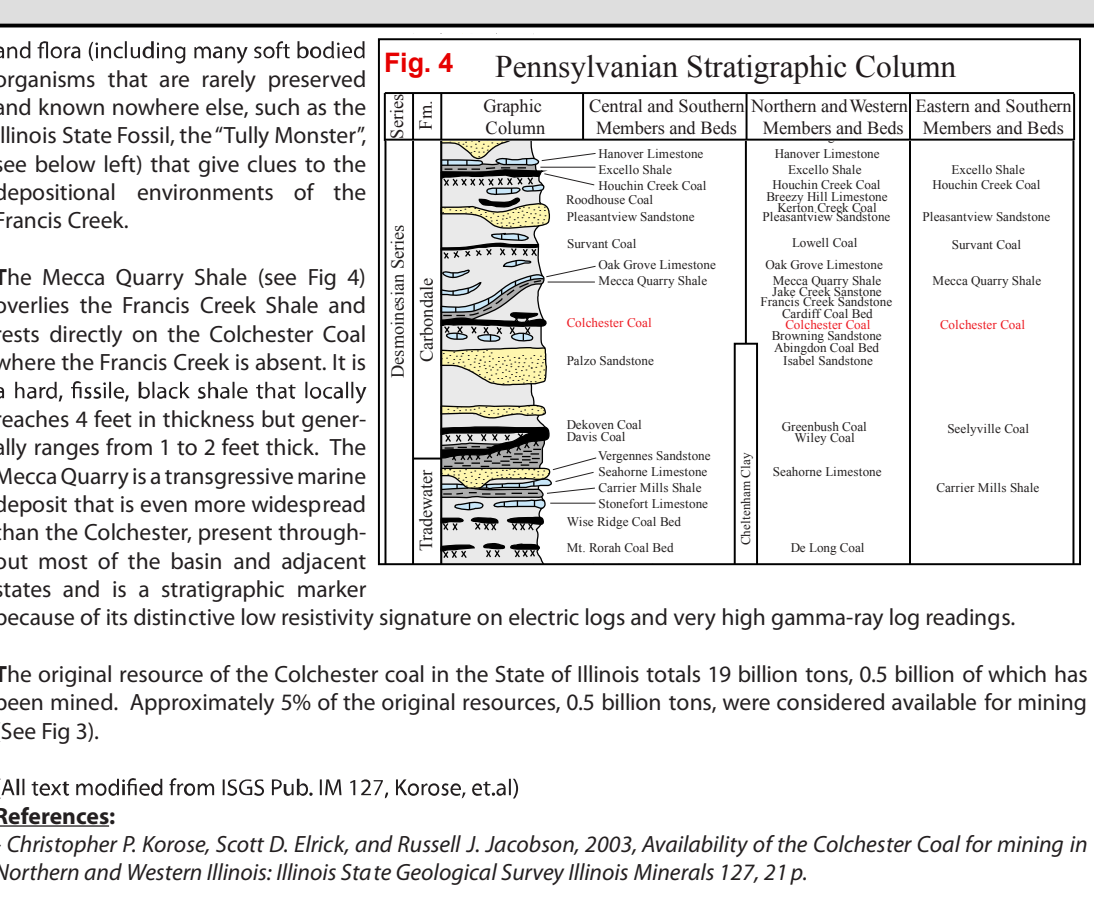 and flora (including many soft bodied
organisms that are rarely preserved
and known nowhere else, such as the
Illinois State Fossil, the “Tully Monster”,
see below left) that give clues to the
depositional environments of the
Francis Creek.
The Mecca Quarry Shale (see Fig 4)
overlies the Francis Creek Shale and
rests directly on the Colchester Coal
where the Francis Creek is absent. It is
a hard, fissile, black shale that locally
reaches 4 feet in thickness but gener-
ally ranges from 1 to 2 feet thick. The
Mecca Quarry is a transgressive marine
deposit that is even more widespread
than the Colchester, present through-
out most of the basin and adjacent
states and is a stratigraphic marker
because of its distinctive low resistivity signature on electric logs and very high gamma-ray log readings.
Fig. 4 Pennsylvanian Stratigraphic Column
Series
Fm.
Graphic
Column
Central and Southern
Members and Beds
Northern and Western
Members and Beds
Eastern and Southern
Members and Beds
Desmoinesian Series
Carbondale
Tradewater
Hanover Limestone
Excello Shale
Houchin Creek Coal
Roodhouse Coal
Pleasantview Sandstone
Survant Coal
Oak Grove Limestone
Mecca Quarry Shale
Colchester Coal
Palzo Sandstone
Dekoven Coal
Davis Coal
Vergennes Sandstone
Seahorne Limestone
Carrier Mills Shale
Stonefort Limestone
Wise Ridge Coal Bed
Mt. Rorah Coal Bed
Cheltenham Clay
Hanover Limestone
Excello Shale
Houchin Creek Coal
Breezy Hill Limestone
Kerton Creek Coal
Pleasantview Sandstone
Lowell Coal
Oak Grove Limestone
Mecca Quarry Shale
Jake Creek Sanstone
Francis Creek Sandstone
Cardiff Coal Bed
Colchester Coal
Browning Sandstone
Abingdon Coal Bed
Isabel Sandstone
Greenbush Coal
Wiley Coal
Seahorne Limestone
De Long Coal
Excello Shale
Houchin Creek Coal
Pleasantview Sandstone
Survant Coal
Mecca Quarry Shale
Colchester Coal
Seelyville Coal
Carrier Mills Shale
The original resource of the Colchester coal in the State of Illinois totals 19 billion tons, 0.5 billion of which has
been mined. Approximately 5% of the original resources, 0.5 billion tons, were considered available for mining
(See Fig 3).
(All text modified from ISGS Pub. IM 127, Korose, et.al)
References:
- Christopher P. Korose, Scott D. Elrick, and Russell J. Jacobson, 2003, Availability of the Colchester Coal for mining in
Northern and Western Illinois: Illinois State Geological Survey Illinois Minerals 127, 21 p.